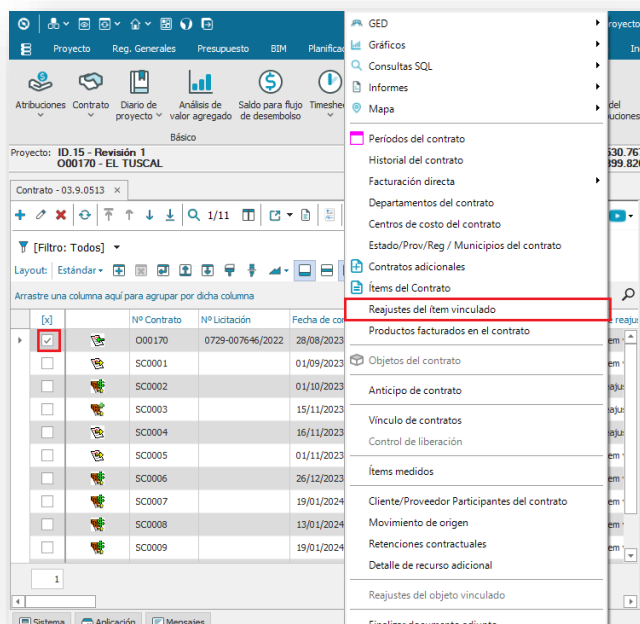 Proyecto Reg. Generales Presupuesto BIM
Atribuciones Contrato Diario de proyecto Análisis de valor agregado Saldo para flujo de desembolso
Básico
Proyecto: ID.15 - Revisión 1
O00170 - EL TUSCAL
Contrato - 03.9.0513 ×
1/11
[Filtro: Todos]
Layout: Estándar
Arrastre una columna aquí para agrupar por dicha columna
[x] Nº Contrato Nº Licitación
O00170 0729-007646/2022 28/08/2023
SC0001 01/09/2023
SC0002 01/10/2023
SC0003 15/11/2023
SC0004 16/11/2023
SC0005 01/11/2023
SC0006 26/12/2023
SC0007 19/01/2024
SC0008 13/01/2024
SC0009 19/01/2024
1
Sistema Aplicación Mensajes
GED
Gráficos
Consultas SQL
Informes
Mapa
Períodos del contrato
Historial del contrato
Facturación directa
Departamentos del contrato
Centros de costo del contrato
Estado/Prov/Reg / Municipios del contrato
Contratos adicionales
Ítems del Contrato
Reajustes del ítem vinculado
Productos facturados en el contrato
Objetos del contrato
Anticipo de contrato
Vínculo de contratos
Control de liberación
Ítems medidos
Cliente/Proveedor Participantes del contrato
Movimiento de origen
Retenciones contractuales
Detalle de recurso adicional
Reajustes del objeto vinculado